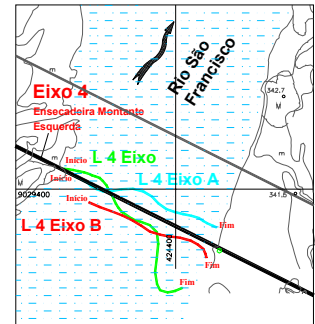 Rio São
Francisco
342.7
m
Eixo 4
Ensecadeira Montante
Esquerda
m
m
Início
L 4 Eixo
Início
L 4 Eixo A
M
M
Início
9029400
341.5
L 4 Eixo B
Fim
424400
Fim
Fim